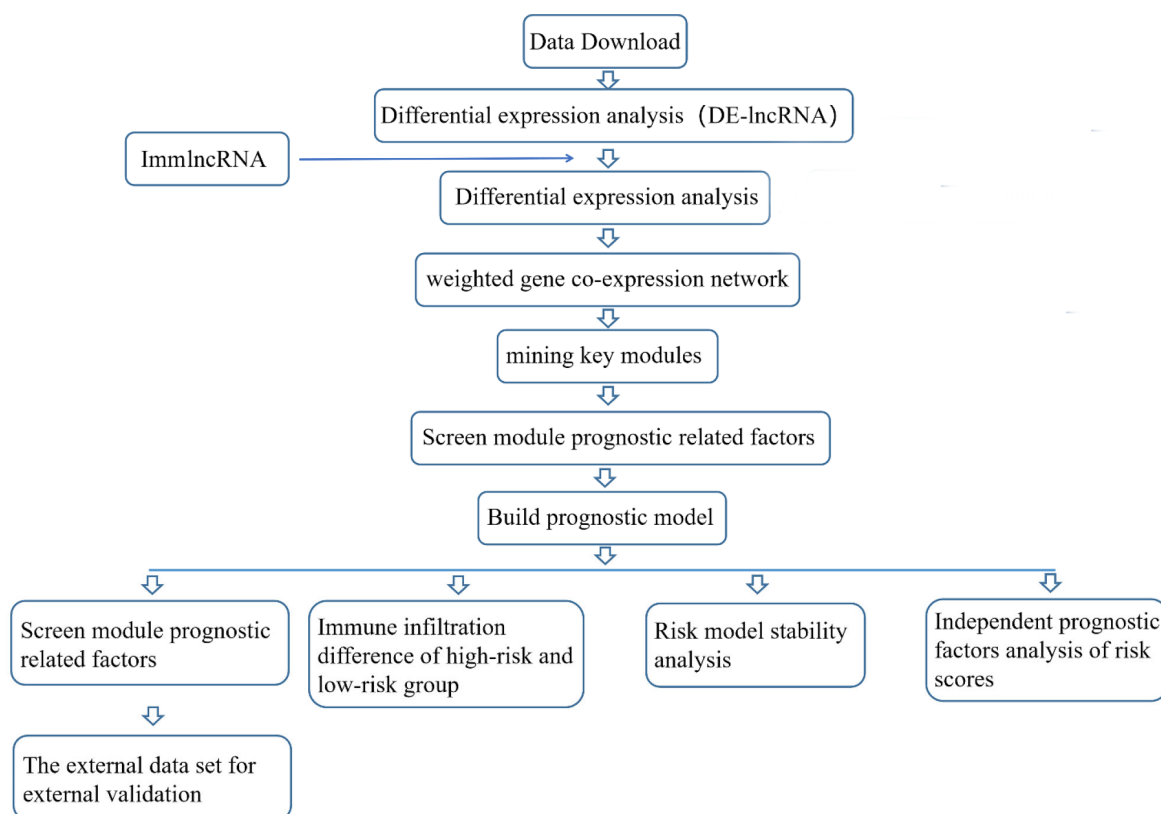 Data Download
Differential expression analysis (DE-lncRNA)
ImmlncRNA
Differential expression analysis
weighted gene co-expression network
mining key modules
Screen module prognostic related factors
Build prognostic model
Screen module prognostic
related factors
Immune infiltration
difference of high-risk and
low-risk group
Risk model stability
analysis
Independent prognostic
factors analysis of risk
scores
The external data set for
external validation